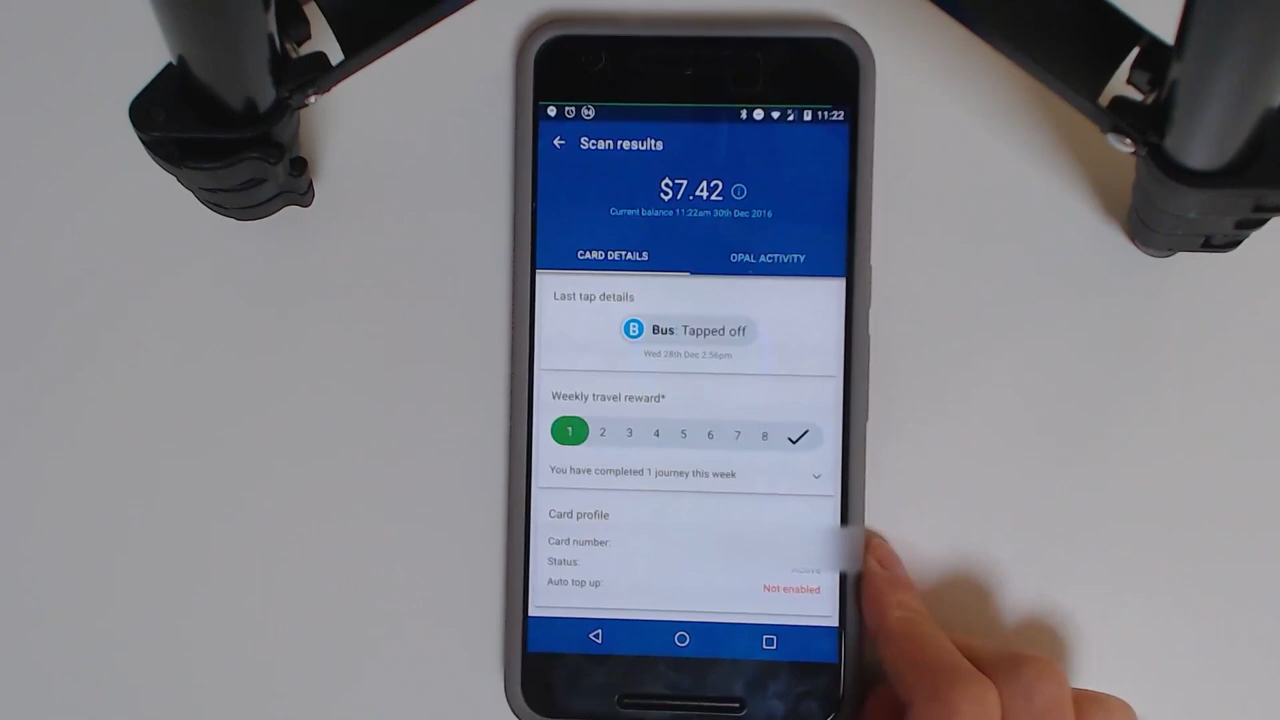 11:22
Scan results
$7.42
Current balance 11:22am 30th Dec 2016
CARD DETAILS OPAL ACTIVITY
Last tap details
B Bus: Tapped off
Wed 28th Dec 2:56pm
Weekly travel reward*
1 2 3 4 5 6 7 8
You have completed 1 journey this week
Card profile
Card number:
Status:
Auto top up: Not enabled